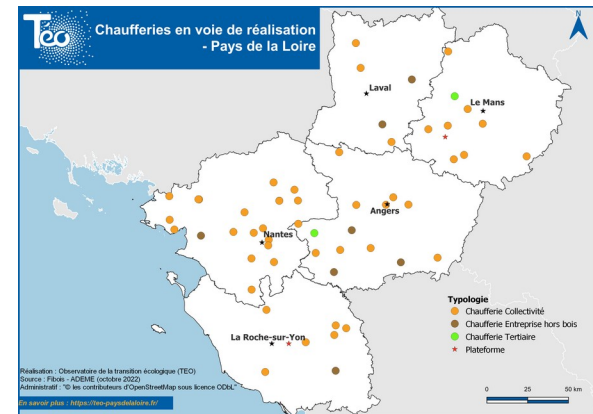 Teo
Chaufferies en voie de réalisation
- Pays de la Loire
N
Laval
Le Mans
Angers
Nantes
La Roche-sur-Yon
Typologie
Chaufferie Collectivité
Chaufferie Entreprise hors bois
Chaufferie Tertiaire
Plateforme
Réalisation : Observatoire de la transition écologique (TEO)
Source : Fibois - ADEME (octobre 2022)
Administratif : "© les contributeurs d'OpenStreetMap sous licence ODbL"
En savoir plus : https://teo-paysdelaloire.fr/
0 25 50 km